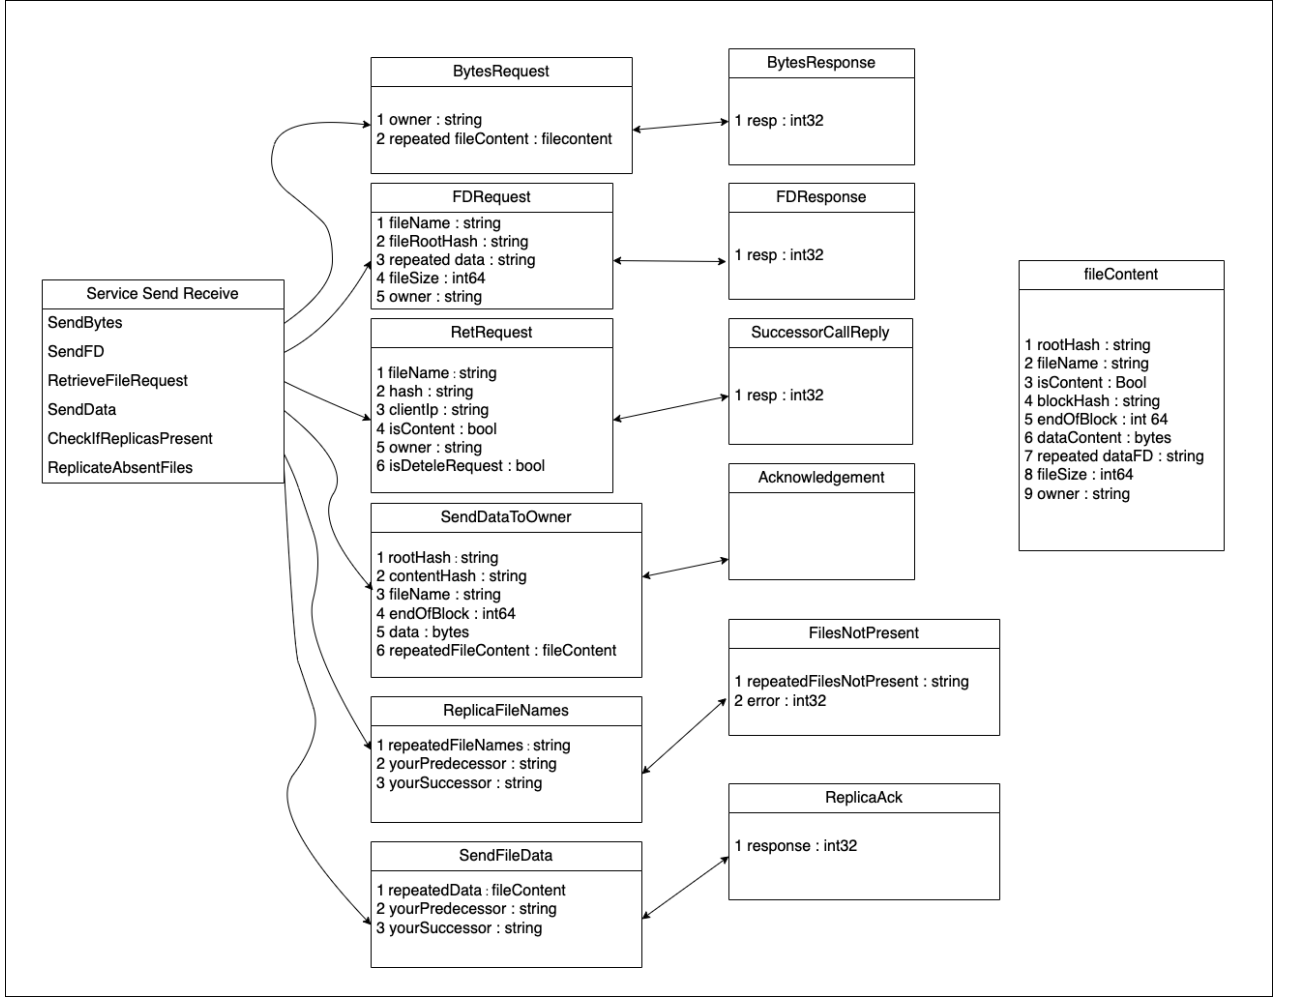 Service Send Receive
SendBytes
SendFD
RetrieveFileRequest
SendData
CheckIfReplicasPresent
ReplicateAbsentFiles
BytesRequest
1 owner : string
2 repeated fileContent : filecontent
FDRequest
1 fileName : string
2 fileRootHash : string
3 repeated data : string
4 fileSize : int64
5 owner : string
RetRequest
1 fileName : string
2 hash : string
3 clientIp : string
4 isContent : bool
5 owner : string
6 isDeteleRequest : bool
SendDataToOwner
1 rootHash : string
2 contentHash : string
3 fileName : string
4 endOfBlock : int64
5 data : bytes
6 repeatedFileContent : fileContent
ReplicaFileNames
1 repeatedFileNames : string
2 yourPredecessor : string
3 yourSuccessor : string
SendFileData
1 repeatedData : fileContent
2 yourPredecessor : string
3 yourSuccessor : string
BytesResponse
1 resp : int32
FDResponse
1 resp : int32
SuccessorCallReply
1 resp : int32
Acknowledgement
FilesNotPresent
1 repeatedFilesNotPresent : string
2 error : int32
ReplicaAck
1 response : int32
fileContent
1 rootHash : string
2 fileName : string
3 isContent : Bool
4 blockHash : string
5 endOfBlock : int 64
6 dataContent : bytes
7 repeated dataFD : string
8 fileSize : int64
9 owner : string